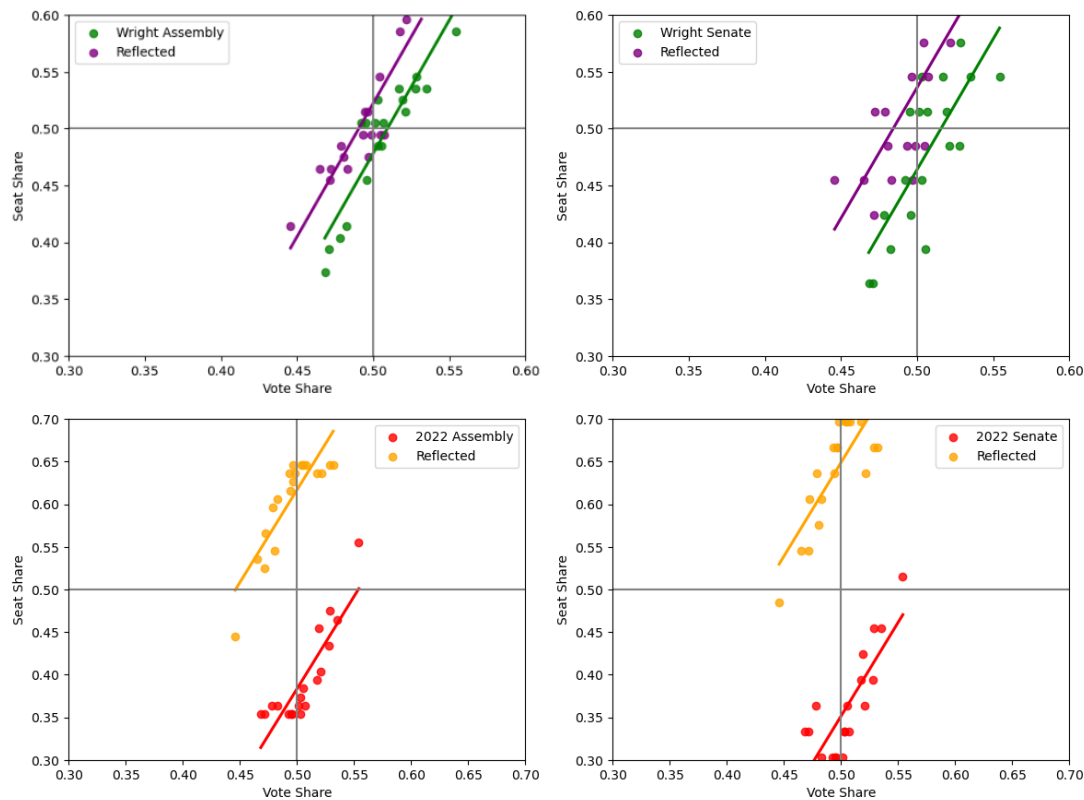 0.60
0.55
0.50
0.45
0.40
0.35
0.30
Seat Share
Wright Assembly
Reflected
0.30 0.35 0.40 0.45 0.50 0.55 0.60
Vote Share
0.60
0.55
0.50
0.45
0.40
0.35
0.30
Seat Share
Wright Senate
Reflected
0.30 0.35 0.40 0.45 0.50 0.55 0.60
Vote Share
0.70
0.65
0.60
0.55
0.50
0.45
0.40
0.35
0.30
Seat Share
2022 Assembly
Reflected
0.30 0.35 0.40 0.45 0.50 0.55 0.60 0.65 0.70
Vote Share
0.70
0.65
0.60
0.55
0.50
0.45
0.40
0.35
0.30
Seat Share
2022 Senate
Reflected
0.30 0.35 0.40 0.45 0.50 0.55 0.60 0.65 0.70
Vote Share